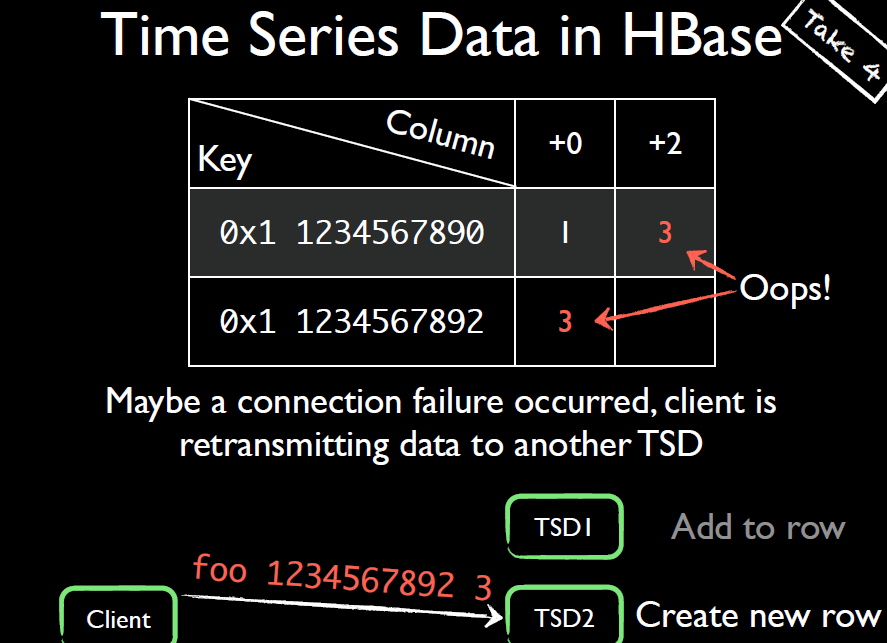 Time Series Data in HBase
Take 4
Column
Key
+0
+2
0x1 1234567890
1
3
0x1 1234567892
3
Oops!
Maybe a connection failure occurred, client is
retransmitting data to another TSD
TSD1
Add to row
foo 1234567892 3
Client
TSD2
Create new row